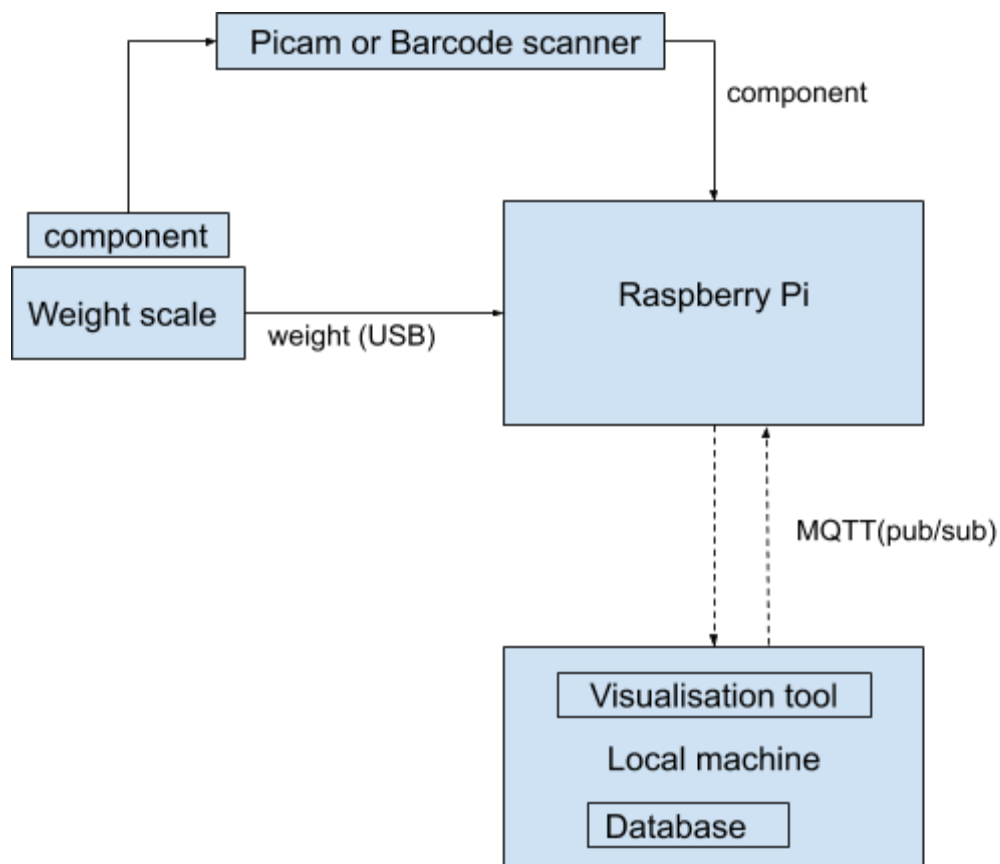 Picam or Barcode scanner
component
component
Weight scale
weight (USB)
Raspberry Pi
MQTT(pub/sub)
Visualisation tool
Local machine
Database